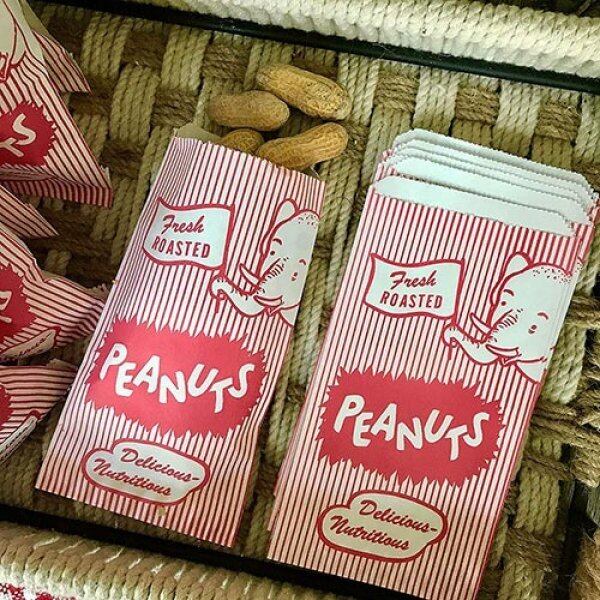 Fresh
ROASTED
PEANUTS
Delicious-
Nutritious
Fresh
ROASTED
PEANUTS
Delicious-
Nutritious